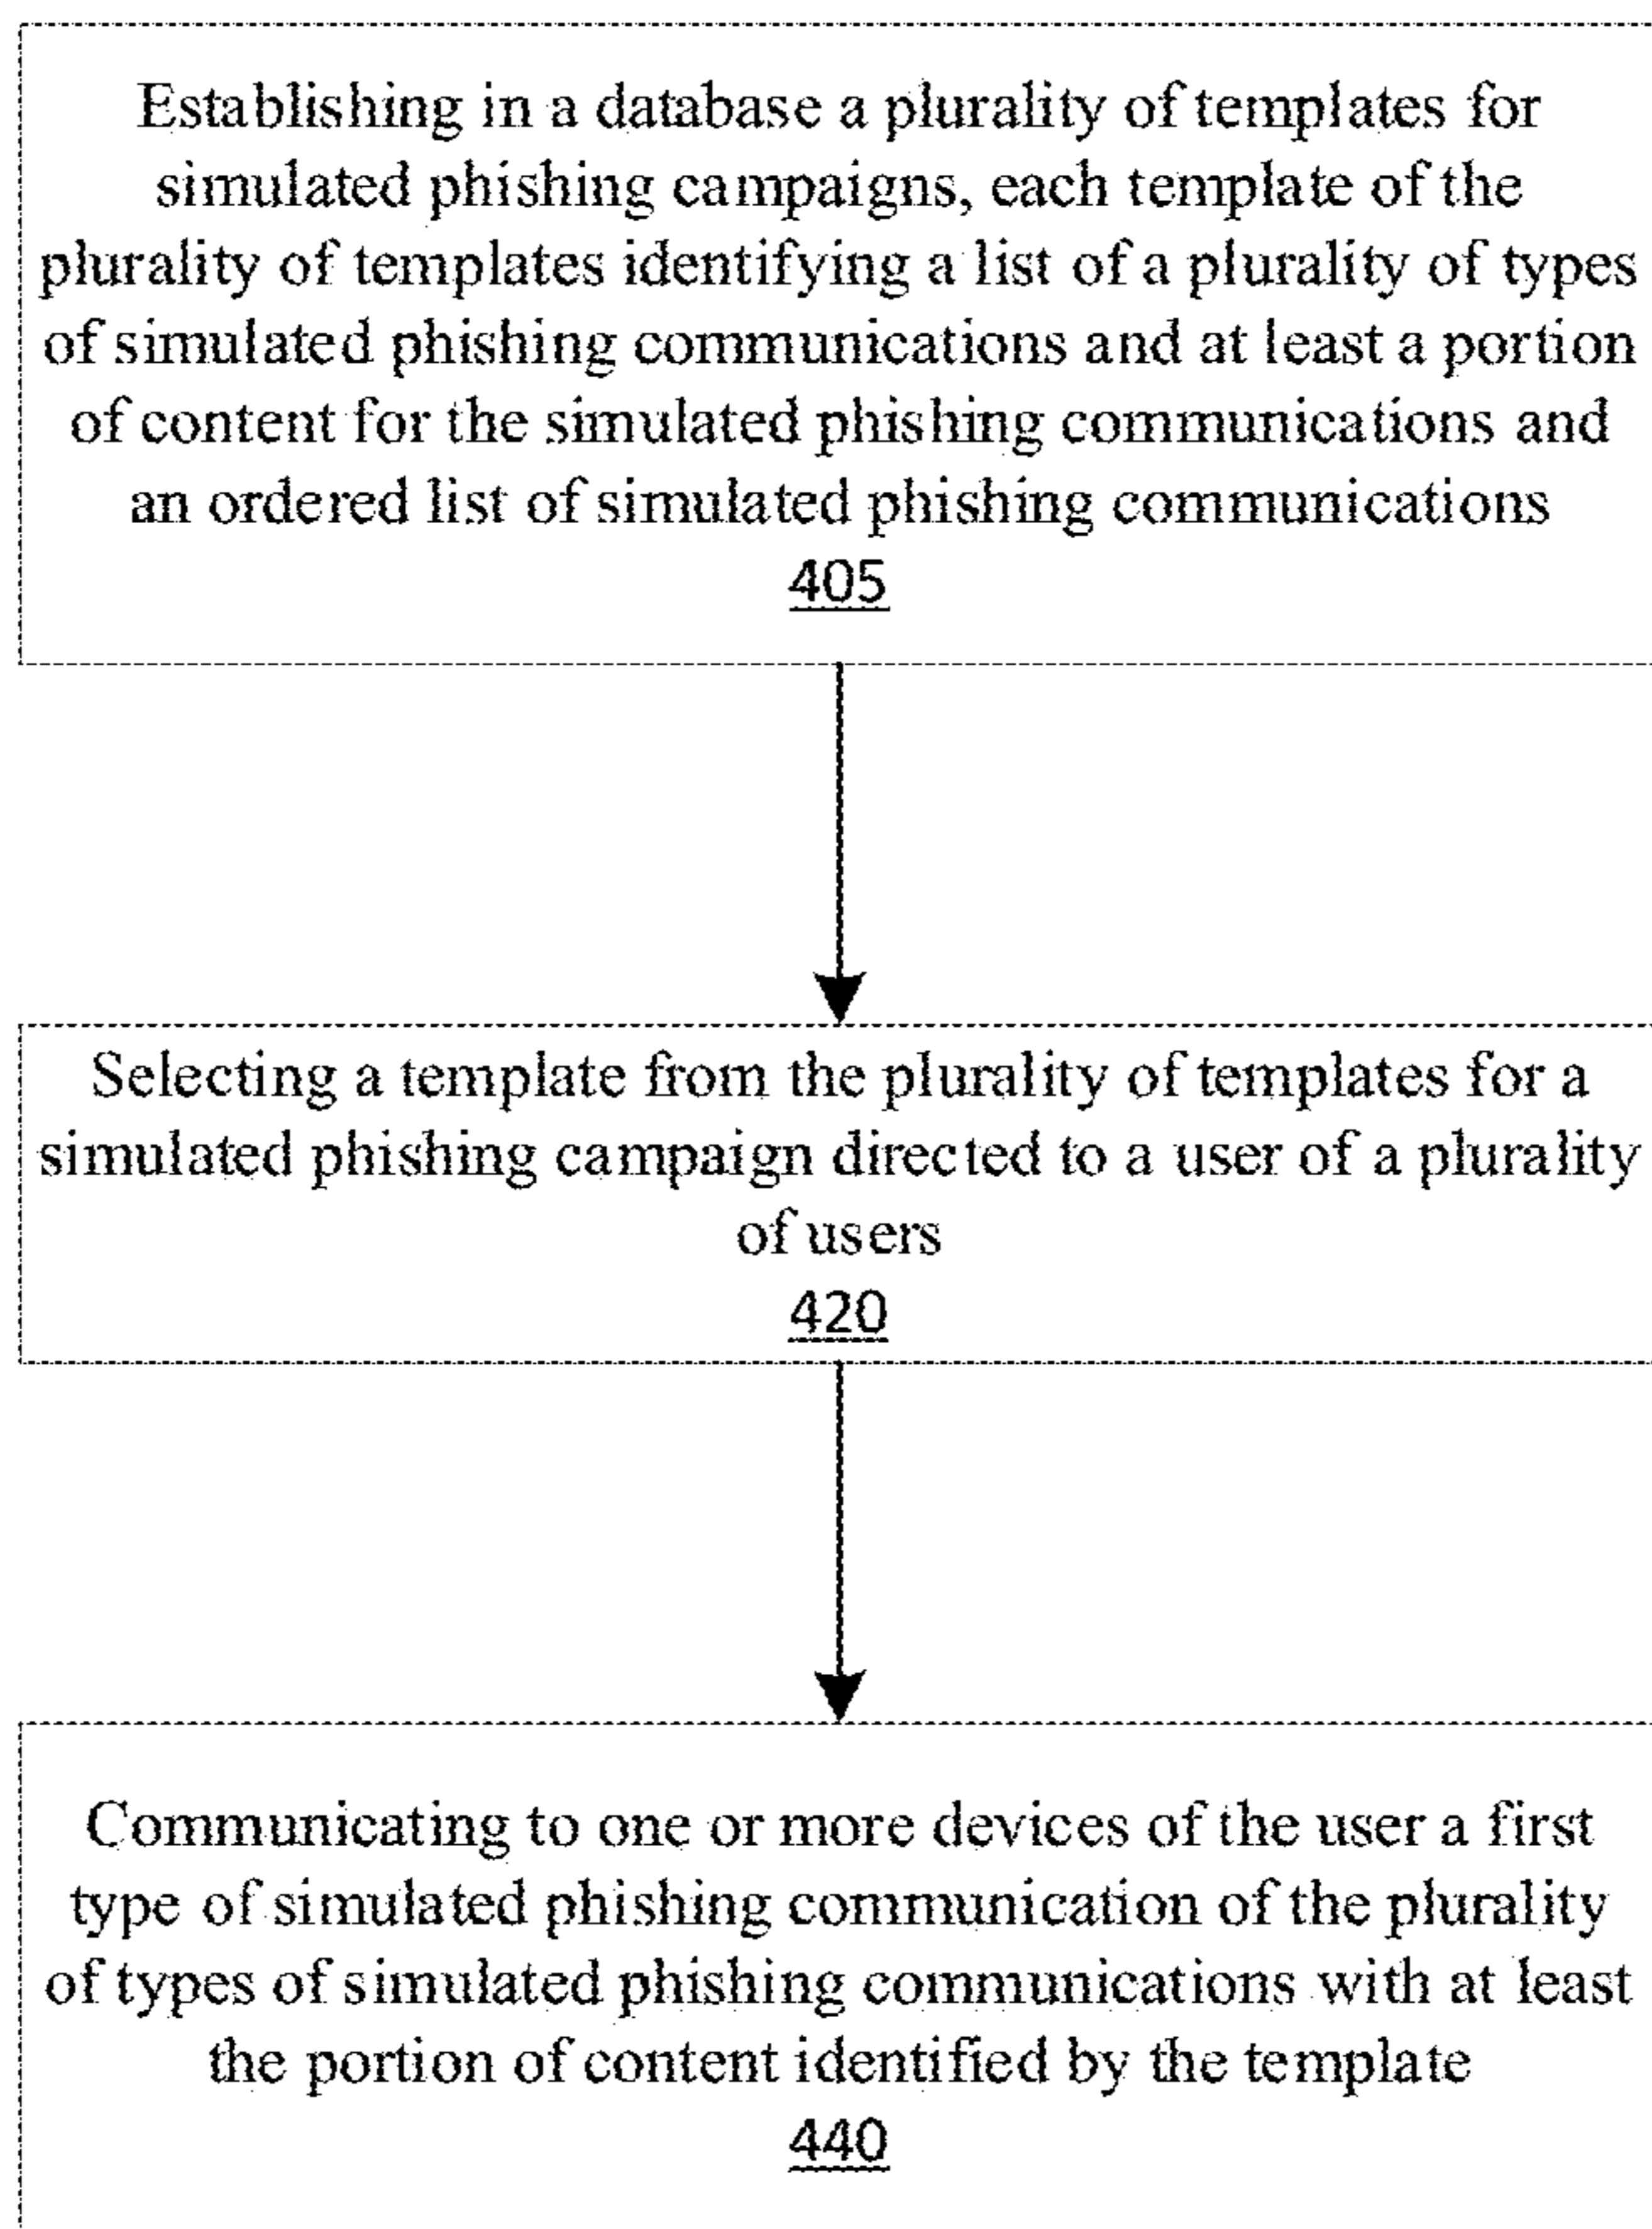 Establishing in a database a plurality of templates for
simulated phishing campaigns, each template of the
plurality of templates identifying a list of a plurality of types
of simulated phishing communications and at least a portion
of content for the simulated phishing communications and
an ordered list of simulated phishing communications
405
Selecting a template from the plurality of templates for a
simulated phishing campaign directed to a user of a plurality
of users
420
Communicating to one or more devices of the user a first
type of simulated phishing communication of the plurality
of types of simulated phishing communications with at least
the portion of content identified by the template
440